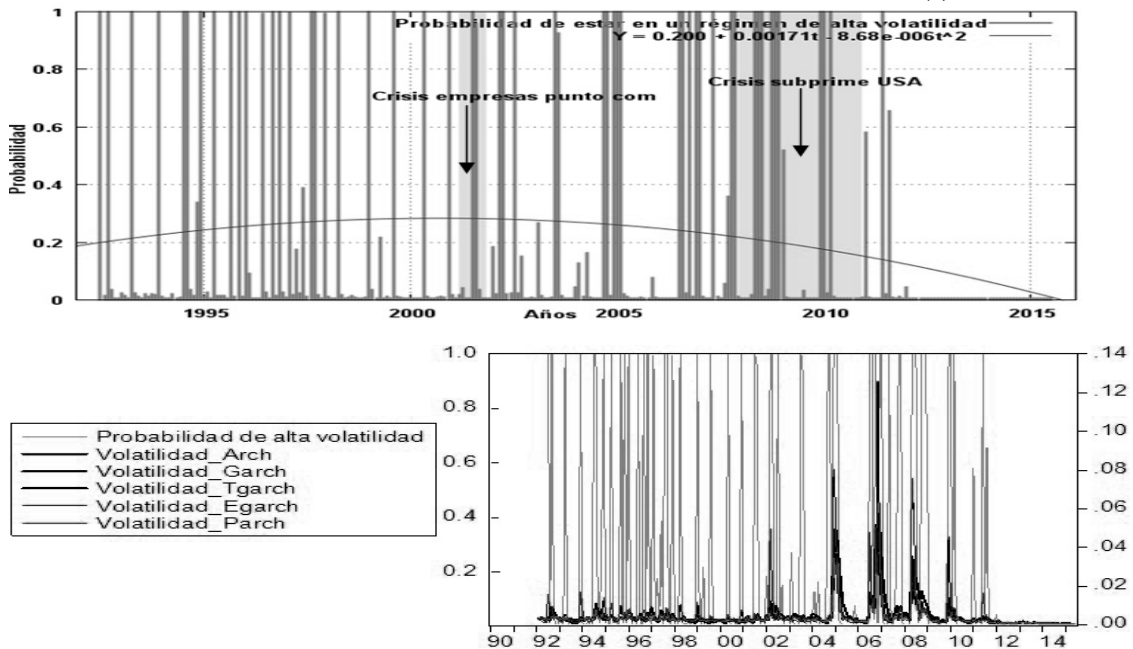 1
Probabilidad de estar en un régimen de alta volatilidad
Y = 0.200 + 0.00171t - 8.68e-006t^2
0.8
Crisis subprime USA
Crisis empresas punto com
0.6
Probabilidad
0.4
0.2
0
1995 2000 Años 2005 2010 2015
1.0 .14
.12
0.8
.10
Probabilidad de alta volatilidad
Volatilidad_Arch
Volatilidad_Garch
Volatilidad_Tgarch
Volatilidad_Egarch
Volatilidad_Parch
0.6 .08
.06
0.4
.04
0.2 .02
.00
90 92 94 96 98 00 02 04 06 08 10 12 14